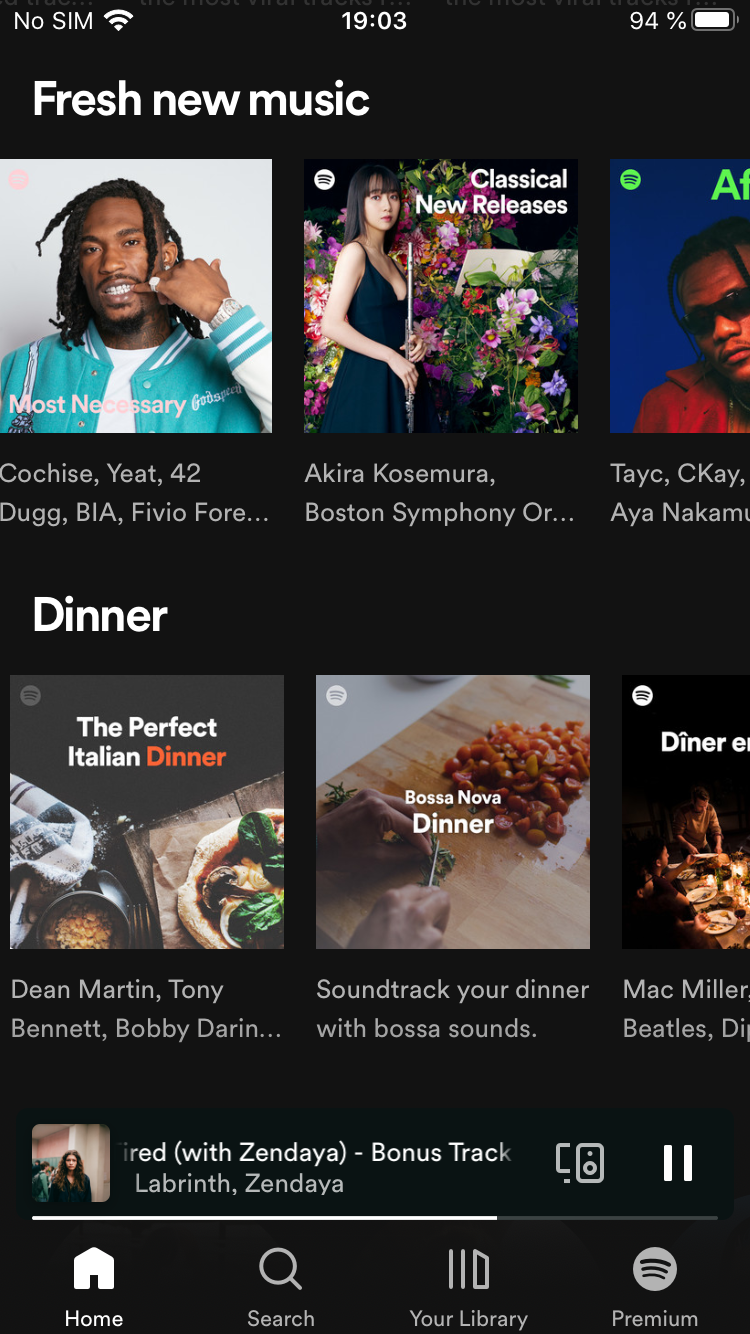 No SIM 19:03 94 %
Fresh new music
Classical
New Releases
Af
Most Necessary
Godspeed
Cochise, Yeat, 42
Dugg, BIA, Fivio Fore...
Akira Kosemura,
Boston Symphony Or...
Tayc, CKay,
Aya Nakamu
Dinner
The Perfect
Italian Dinner
Bossa Nova
Dinner
Dîner e
Dean Martin, Tony
Bennett, Bobby Darin...
Soundtrack your dinner
with bossa sounds.
Mac Miller,
Beatles, Di
ired (with Zendaya) - Bonus Track
Labrinth, Zendaya
Home
Search
Your Library
Premium